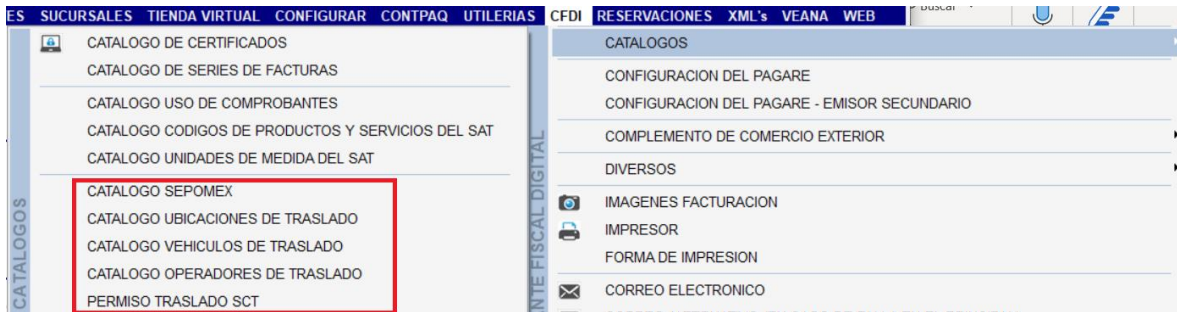 ES SUCURSALES TIENDA VIRTUAL CONFIGURAR CONTPAQ UTILERIAS CFDI RESERVACIONES XML's VEANA WEB
Buscar
CATALOGOS
CATALOGO DE CERTIFICADOS
CATALOGO DE SERIES DE FACTURAS
CATALOGO USO DE COMPROBANTES
CATALOGO CODIGOS DE PRODUCTOS Y SERVICIOS DEL SAT
CATALOGO UNIDADES DE MEDIDA DEL SAT
CATALOGO SEPOMEX
CATALOGO UBICACIONES DE TRASLADO
CATALOGO VEHICULOS DE TRASLADO
CATALOGO OPERADORES DE TRASLADO
PERMISO TRASLADO SCT
NTE FISCAL DIGITAL
CATALOGOS
CONFIGURACION DEL PAGARE
CONFIGURACION DEL PAGARE - EMISOR SECUNDARIO
COMPLEMENTO DE COMERCIO EXTERIOR
DIVERSOS
IMAGENES FACTURACION
IMPRESOR
FORMA DE IMPRESION
CORREO ELECTRONICO